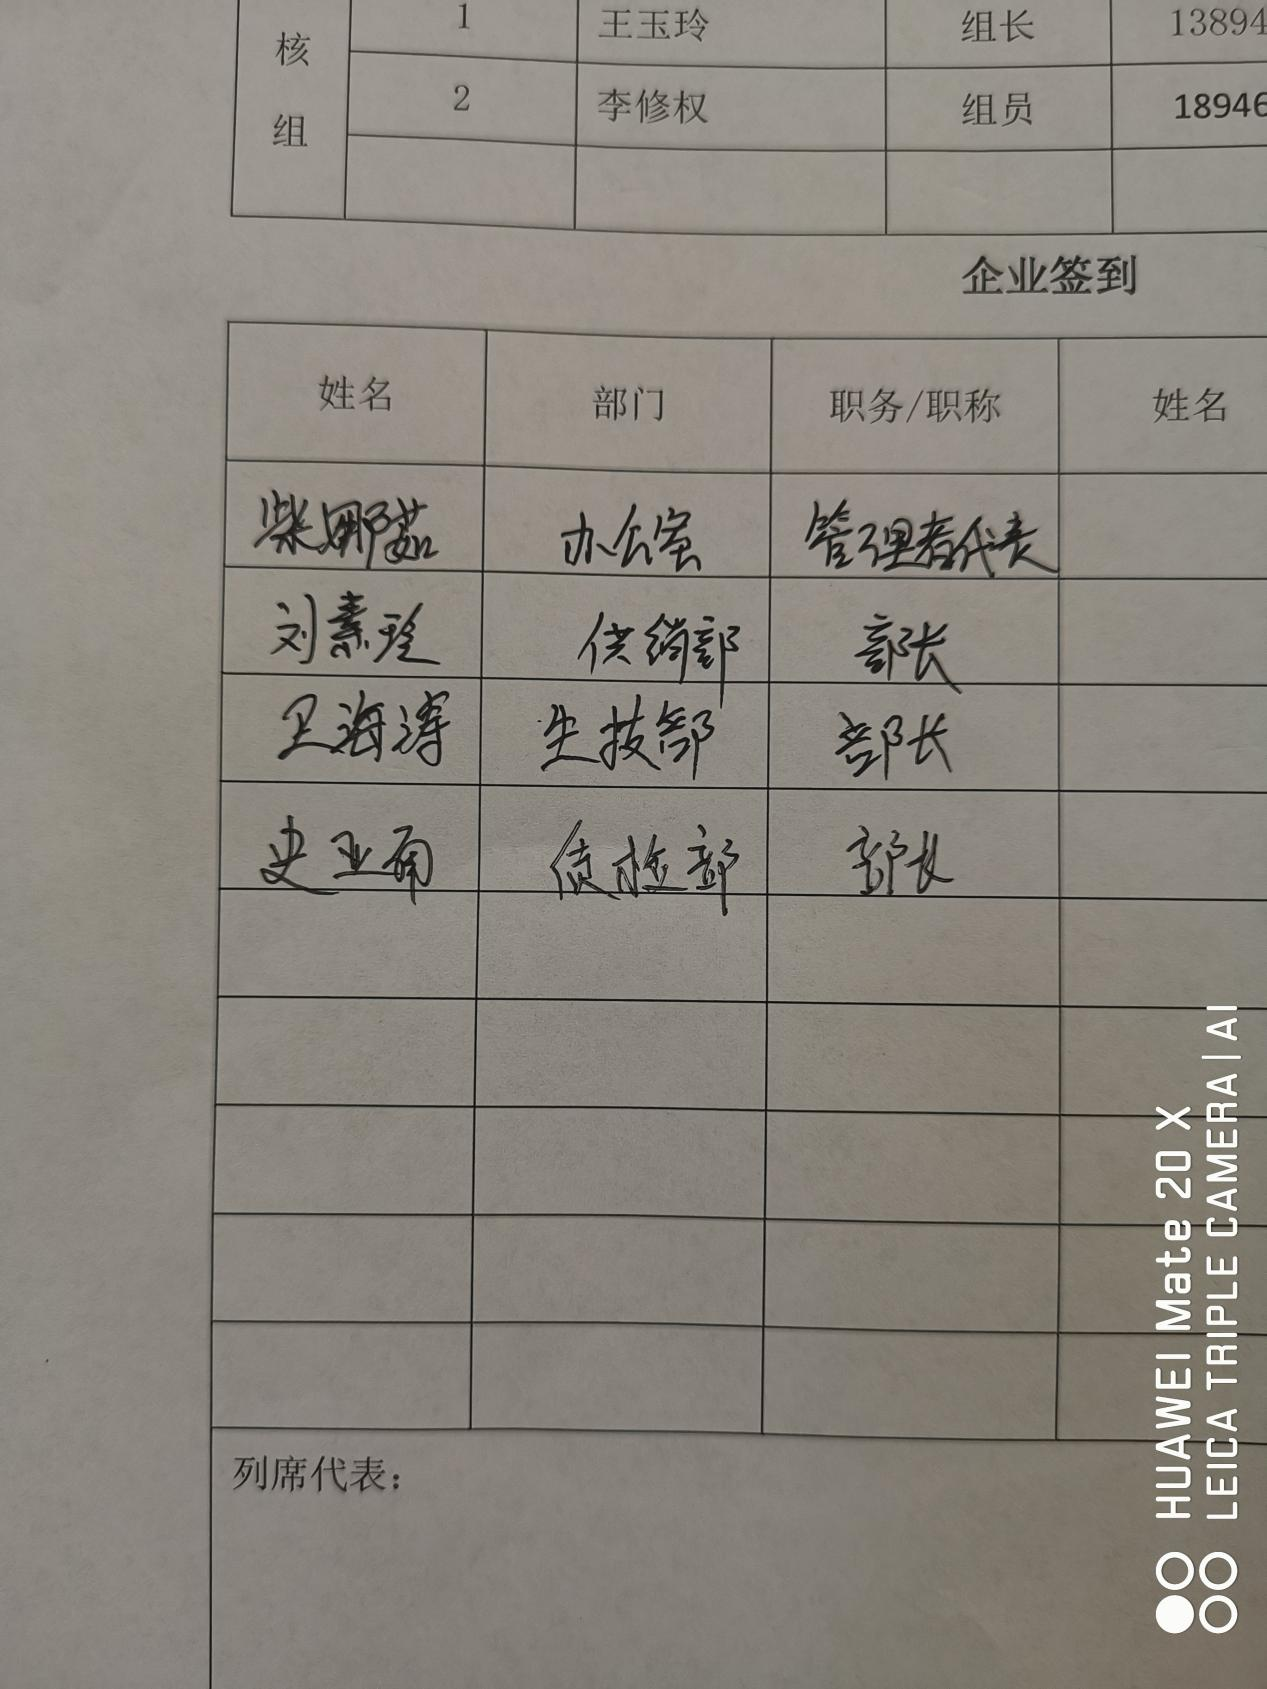 核
组
1 王玉玲 组长 13894
2 李修权 组员 18946
企业签到
姓名 部门 职务/职称 姓名
柴娜茹 办公室 管理者代表
刘素玲 供销部 部长
卫海涛 生技部 部长
史亚南 质检部 部长
列席代表：
HUAWEI Mate 20 X
LEICA TRIPLE CAMERA | AI